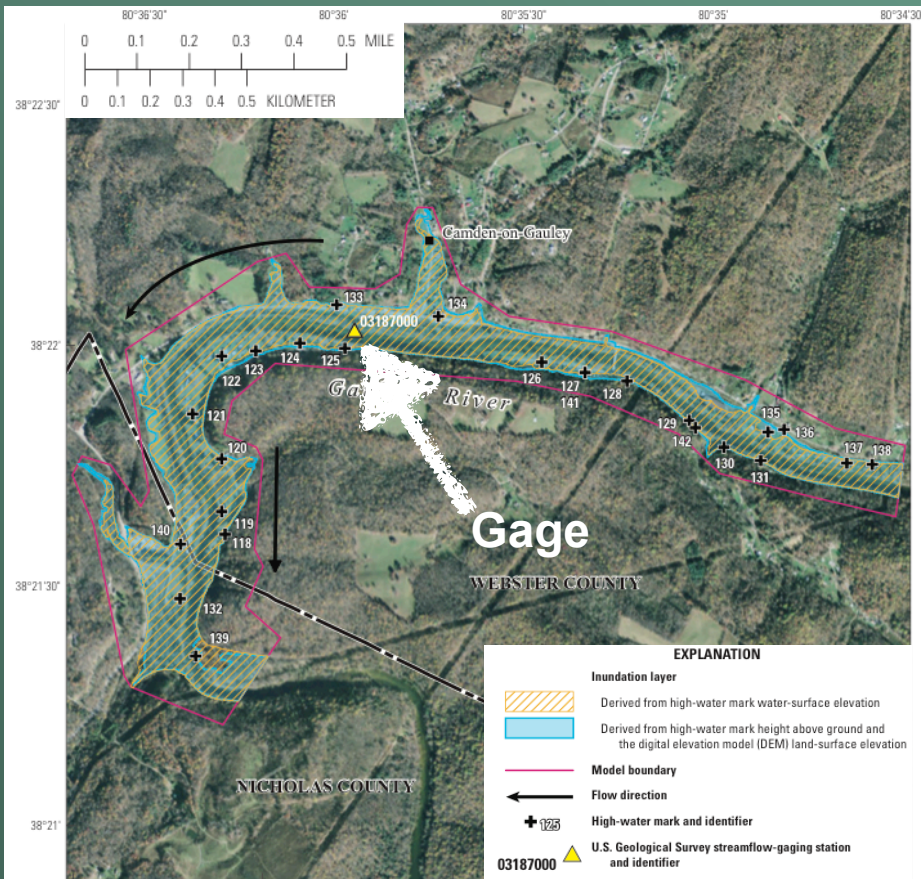 80°36'30"
80°36'
80°35'30"
80°35'
80°34'30
0 0.1 0.2 0.3 0.4 0.5 MILE
0 0.1 0.2 0.3 0.4 0.5 KILOMETER
38°22'30"
Camden-on-Gauley
133
134
03187000
38°22'
124
125
123
122
126
127
141
128
River
121
135
129
136
142
120
137
138
130
131
119
140
118
Gage
38°21'30"
WEBSTER COUNTY
132
139
EXPLANATION
Inundation layer
Derived from high-water mark water-surface elevation
Derived from high-water mark height above ground and
the digital elevation model (DEM) land-surface elevation
Model boundary
NICHOLAS COUNTY
Flow direction
125 High-water mark and identifier
38°21'
U.S. Geological Survey streamflow-gaging station
and identifier
03187000